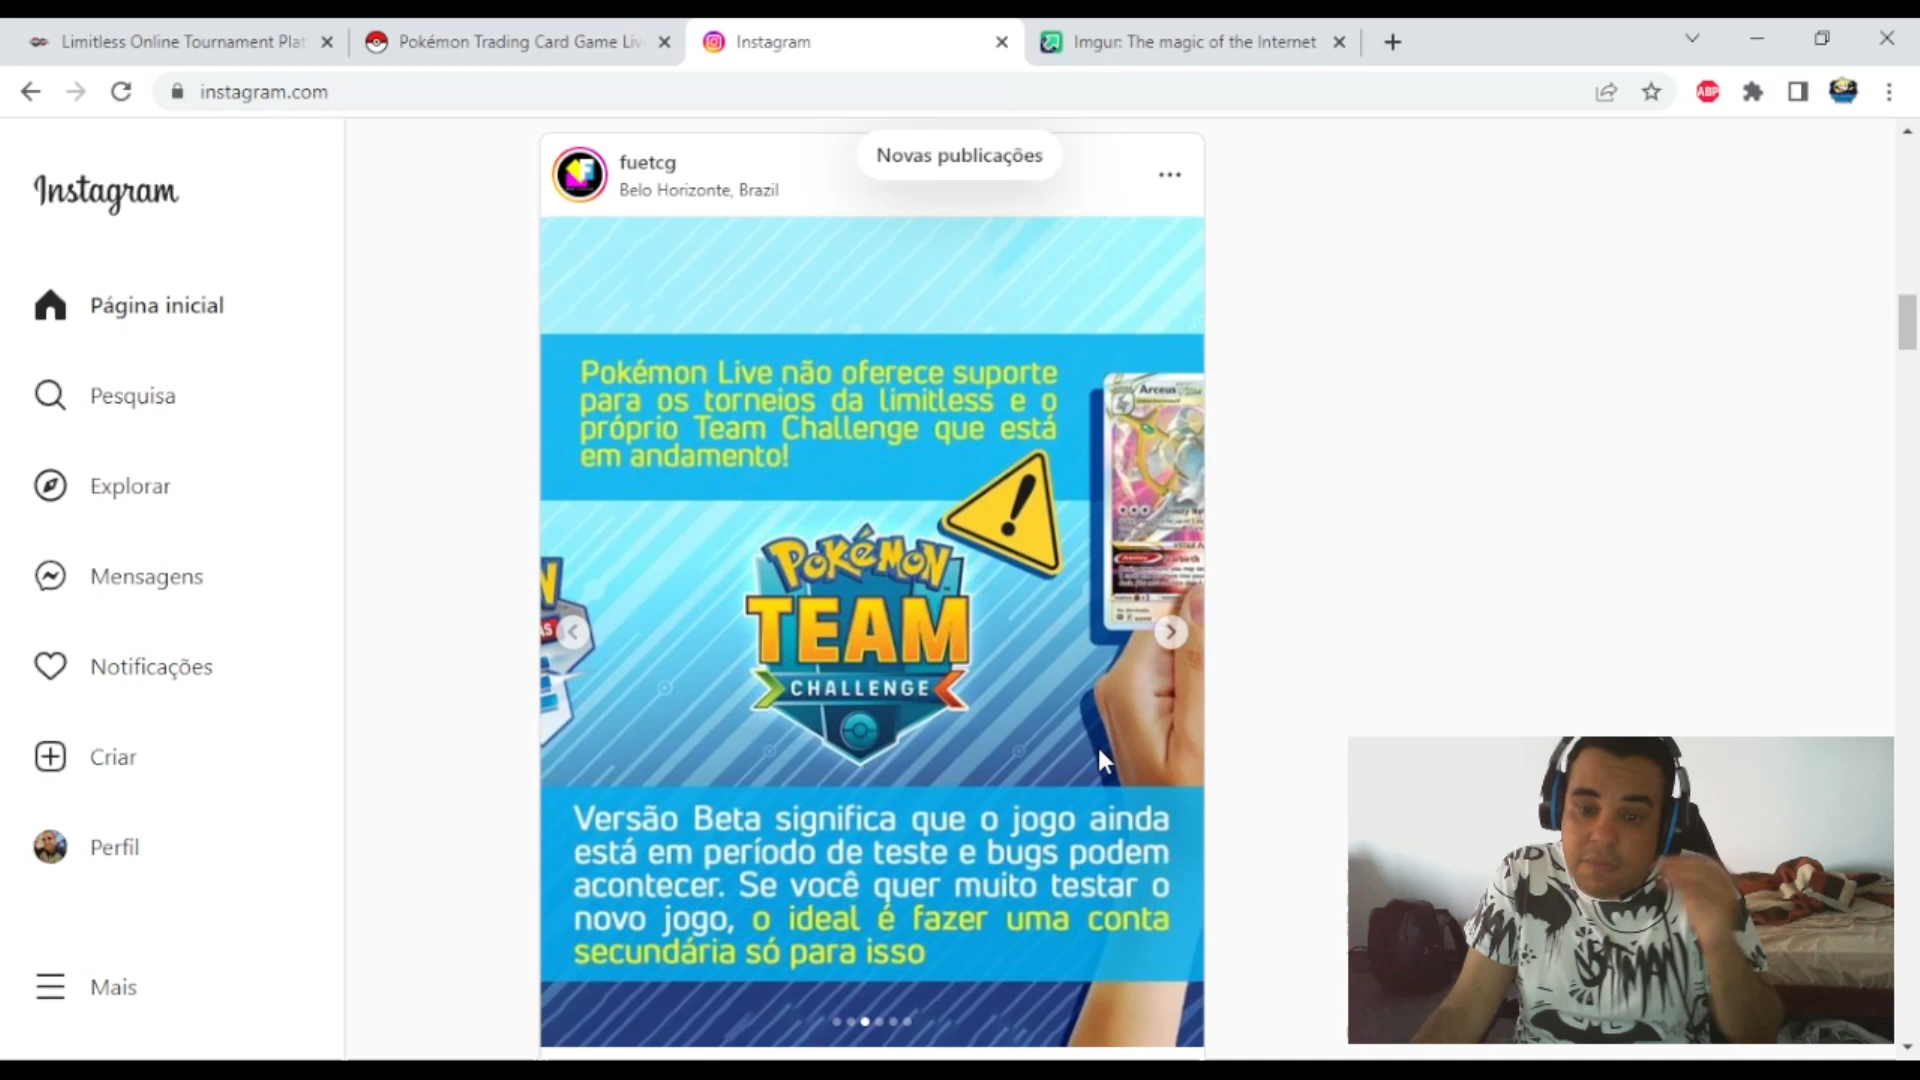 Limitless Online Tournament Plat
Pokémon Trading Card Game Liv
Instagram
Imgur: The magic of the Internet
instagram.com
ABP
Instagram
Página inicial
Pesquisa
Explorar
Mensagens
Notificações
Criar
Perfil
Mais
fuetcg
Belo Horizonte, Brazil
Novas publicações
Pokémon Live não oferece suporte
para os torneios da limitless e o
próprio Team Challenge que está
em andamento!
Arceus
POKéMON
TEAM
CHALLENGE
Versão Beta significa que o jogo ainda
está em período de teste e bugs podem
acontecer. Se você quer muito testar o
novo jogo, o ideal é fazer uma conta
secundária só para isso
BATMAN